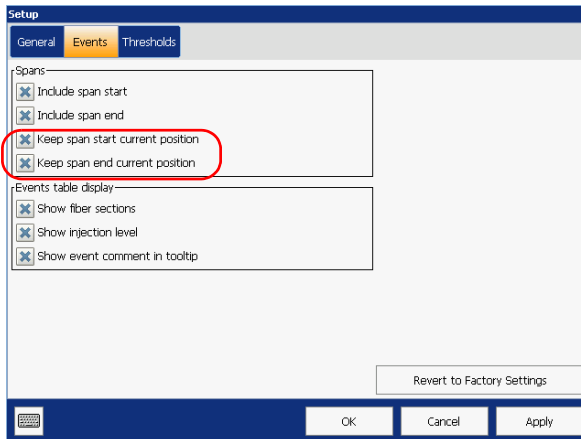 Setup
General Events Thresholds
Spans
Include span start
Include span end
Keep span start current position
Keep span end current position
Events table display
Show fiber sections
Show injection level
Show event comment in tooltip
Revert to Factory Settings
OK Cancel Apply